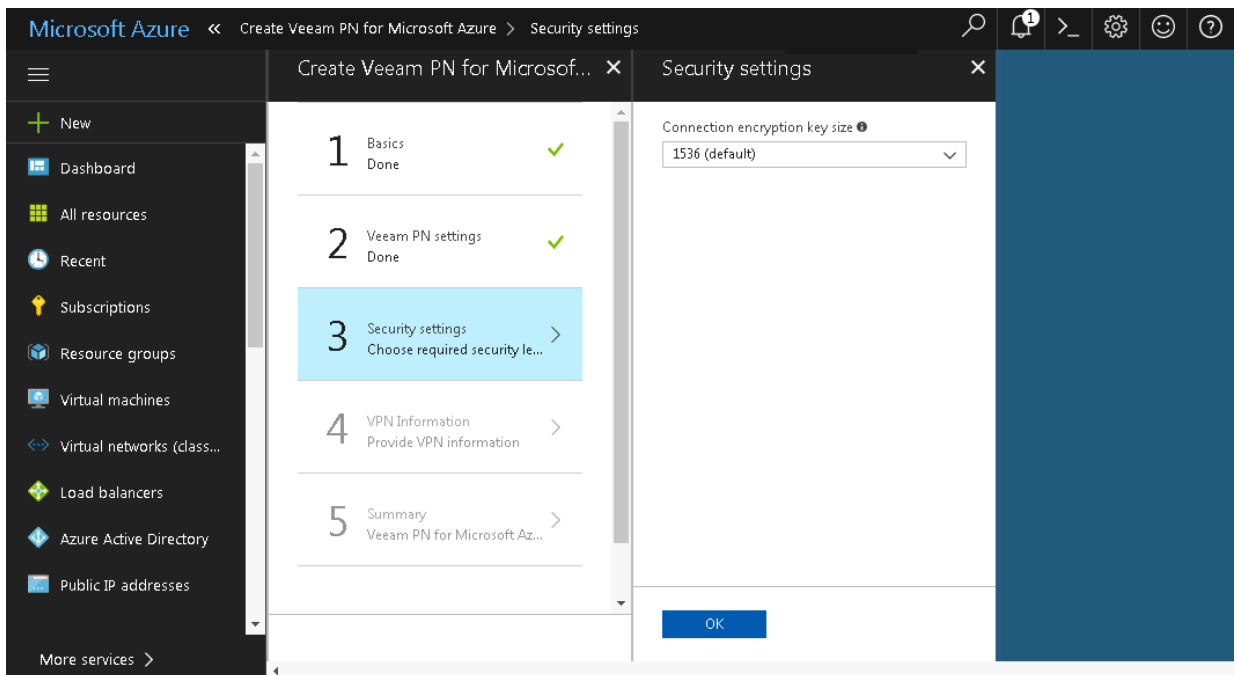 Microsoft Azure « Create Veeam PN for Microsoft Azure > Security settings
1
>_
?
Create Veeam PN for Microsof...
Security settings
New
Dashboard
All resources
Recent
Subscriptions
Resource groups
Virtual machines
Virtual networks (class...
Load balancers
Azure Active Directory
Public IP addresses
More services >
1
Basics
Done
2
Veeam PN settings
Done
3
Security settings
Choose required security le...
4
VPN Information
Provide VPN information
5
Summary
Veeam PN for Microsoft Az...
Connection encryption key size
1536 (default)
OK